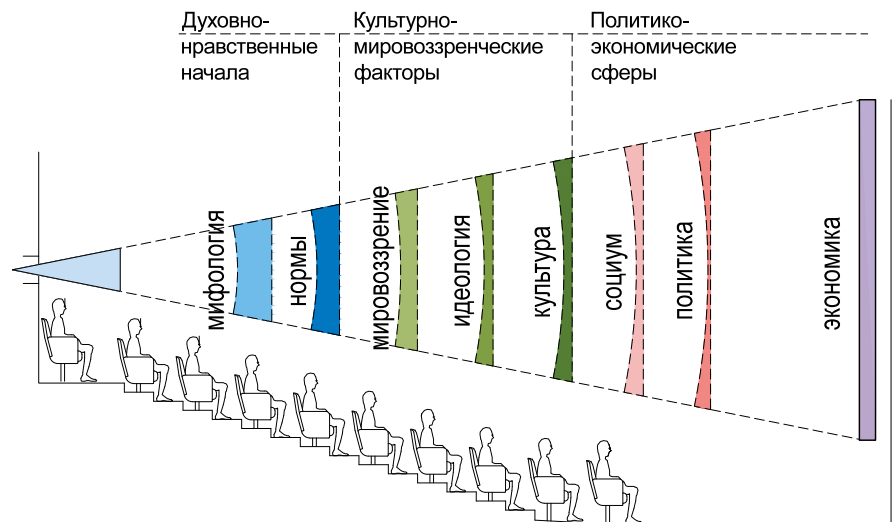 Духовно-
нравственные
начала
Культурно-
мировоззренческие
факторы
Политико-
экономические
сферы
мифология
нормы
мировоззрение
идеология
культура
социум
политика
экономика